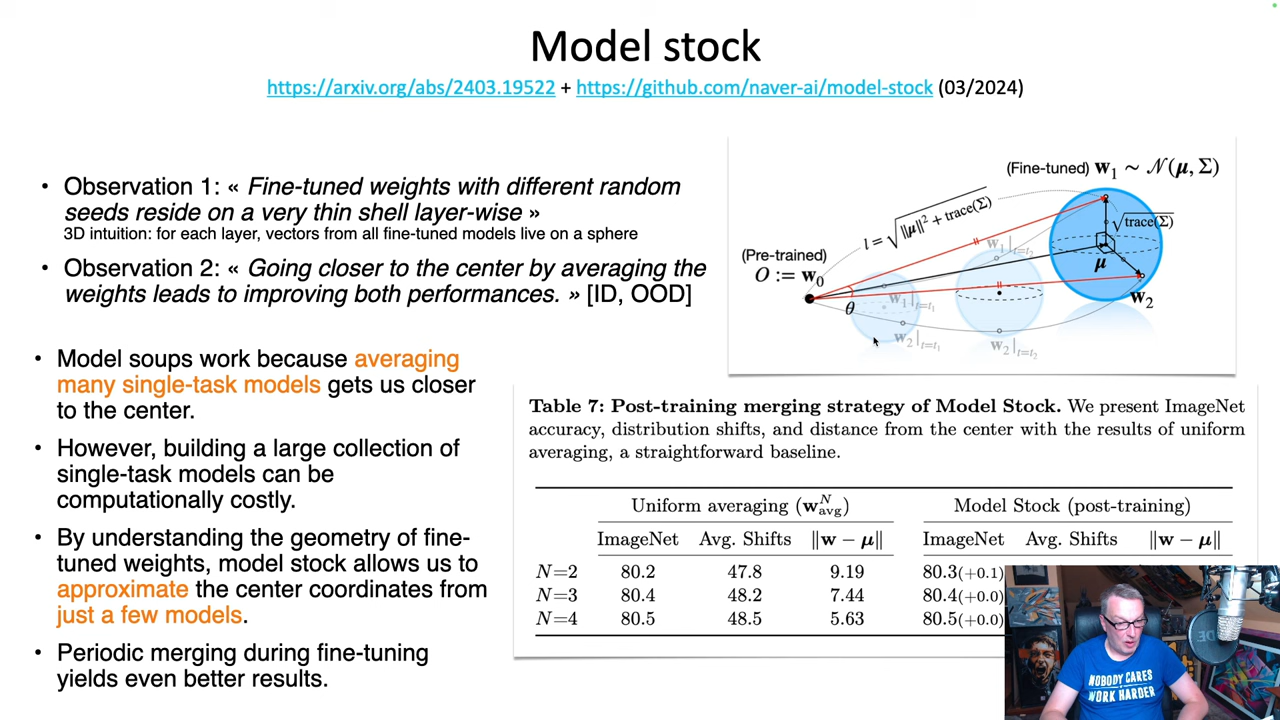 Model stock
https://arxiv.org/abs/2403.19522 + https://github.com/naver-ai/model-stock (03/2024)
• Observation 1: « Fine-tuned weights with different random
seeds reside on a very thin shell layer-wise »
3D intuition: for each layer, vectors from all fine-tuned models live on a sphere
• Observation 2: « Going closer to the center by averaging the
weights leads to improving both performances. » [ID, OOD]
• Model soups work because averaging
many single-task models gets us closer
to the center.
• However, building a large collection of
single-task models can be
computationally costly.
• By understanding the geometry of fine-
tuned weights, model stock allows us to
approximate the center coordinates from
just a few models.
• Periodic merging during fine-tuning
yields even better results.
(Fine-tuned) w₁ ~ 𝒩(μ, Σ)
l = √‖μ‖² + trace(Σ)
√trace(Σ)
(Pre-trained)
O := w₀
θ
μ
w₂
w₁|t=t₁
w₂|t=t₁
w₁|t=t₂
w₂|t=t₂
Table 7: Post-training merging strategy of Model Stock. We present ImageNet
accuracy, distribution shifts, and distance from the center with the results of uniform
averaging, a straightforward baseline.
Uniform averaging (w^N_avg) Model Stock (post-training)
ImageNet Avg. Shifts ‖w − μ‖ ImageNet Avg. Shifts ‖w − μ‖
N=2 80.2 47.8 9.19 80.3(+0.1)
N=3 80.4 48.2 7.44 80.4(+0.0)
N=4 80.5 48.5 5.63 80.5(+0.0)
NOBODY CARES
WORK HARDER